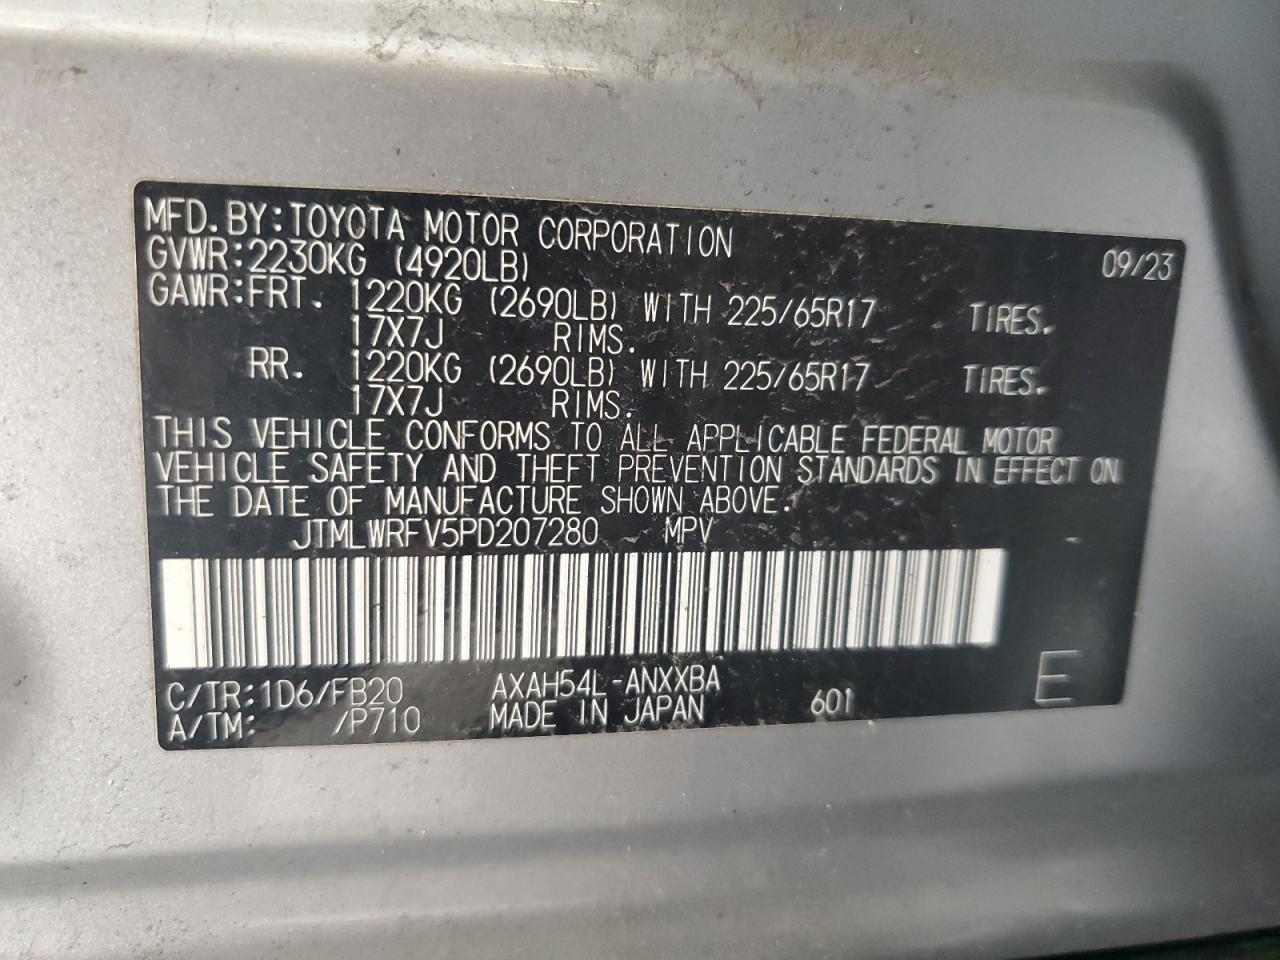 MFD.BY:TOYOTA MOTOR CORPORATION 09/23
GVWR:2230KG (4920LB)
GAWR:FRT. 1220KG (2690LB) WITH 225/65R17 TIRES.
17X7J RIMS.
RR. 1220KG (2690LB) WITH 225/65R17 TIRES.
17X7J RIMS.
THIS VEHICLE CONFORMS TO ALL APPLICABLE FEDERAL MOTOR
VEHICLE SAFETY AND THEFT PREVENTION STANDARDS IN EFFECT ON
THE DATE OF MANUFACTURE SHOWN ABOVE.
JTMLWRFV5PD207280 MPV
C/TR:1D6/FB20 AXAH54L-ANXXBA
A/TM: /P710 MADE IN JAPAN 601 E